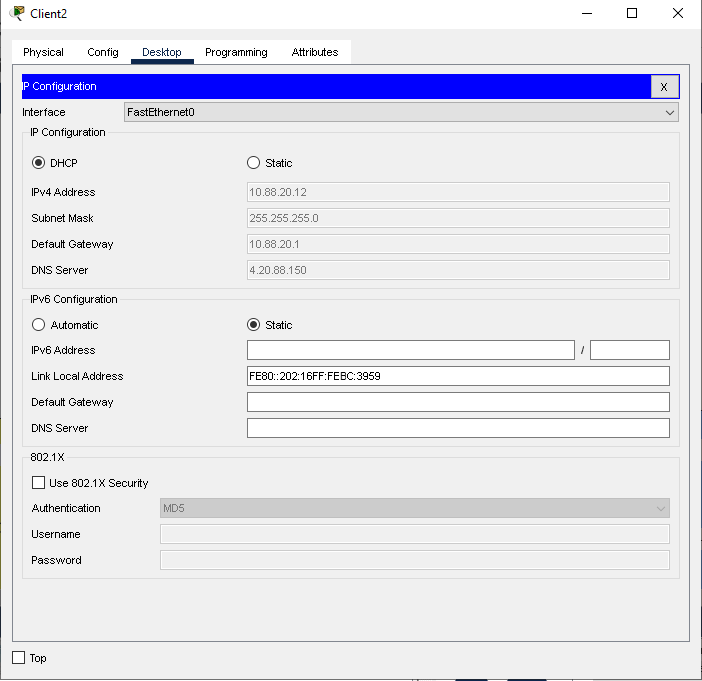 Client2
Physical Config Desktop Programming Attributes
IP Configuration
X
Interface FastEthernet0
IP Configuration
DHCP Static
IPv4 Address 10.88.20.12
Subnet Mask 255.255.255.0
Default Gateway 10.88.20.1
DNS Server 4.20.88.150
IPv6 Configuration
Automatic Static
IPv6 Address /
Link Local Address FE80::202:16FF:FEBC:3959
Default Gateway
DNS Server
802.1X
Use 802.1X Security
Authentication MD5
Username
Password
Top